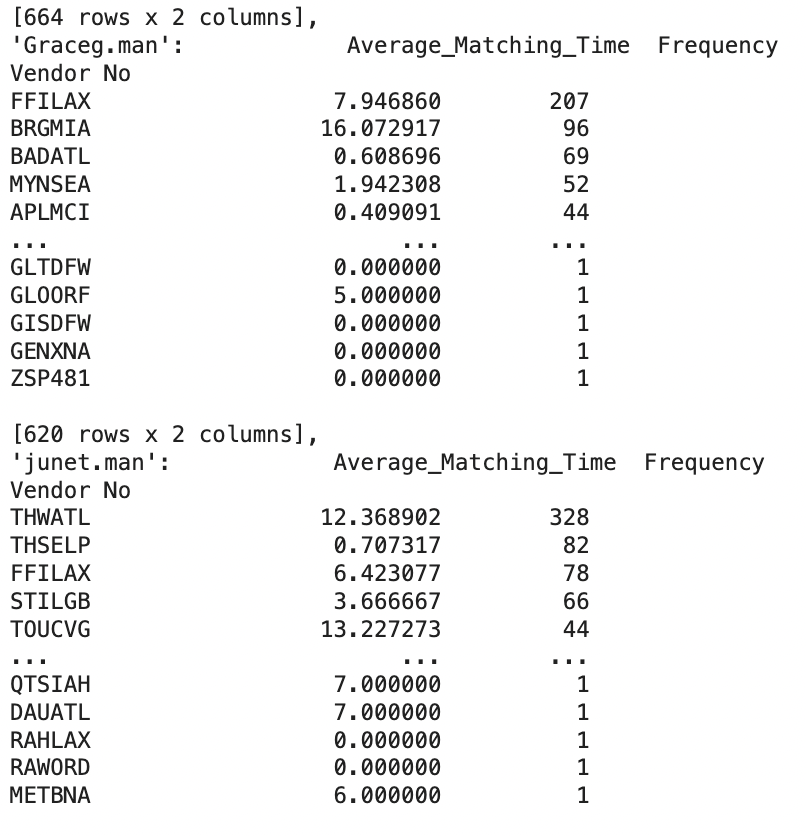 [664 rows x 2 columns],
'Graceg.man': Average_Matching_Time Frequency
Vendor No
FFILAX 7.946860 207
BRGMIA 16.072917 96
BADATL 0.608696 69
MYNSEA 1.942308 52
APLMCI 0.409091 44
... ... ...
GLTDFW 0.000000 1
GLOORF 5.000000 1
GISDFW 0.000000 1
GENXNA 0.000000 1
ZSP481 0.000000 1
[620 rows x 2 columns],
'junet.man': Average_Matching_Time Frequency
Vendor No
THWATL 12.368902 328
THSELP 0.707317 82
FFILAX 6.423077 78
STILGB 3.666667 66
TOUCVG 13.227273 44
... ... ...
QTSIAH 7.000000 1
DAUATL 7.000000 1
RAHLAX 0.000000 1
RAWORD 0.000000 1
METBNA 6.000000 1